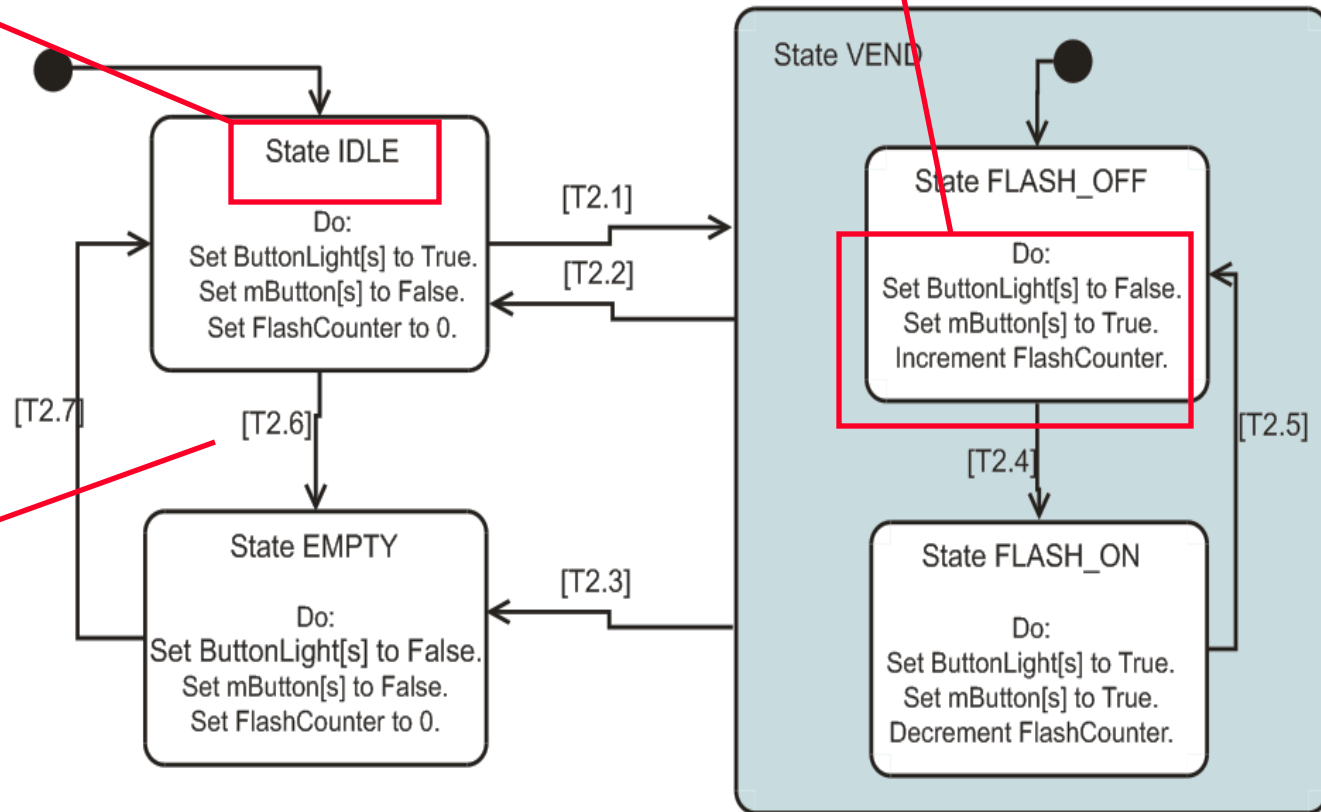 State VEND
State IDLE
Do:
Set ButtonLight[s] to True.
Set mButton[s] to False.
Set FlashCounter to 0.
[T2.1]
[T2.2]
State FLASH_OFF
Do:
Set ButtonLight[s] to False.
Set mButton[s] to True.
Increment FlashCounter.
[T2.7]
[T2.6]
[T2.4]
[T2.5]
State EMPTY
Do:
Set ButtonLight[s] to False.
Set mButton[s] to False.
Set FlashCounter to 0.
[T2.3]
State FLASH_ON
Do:
Set ButtonLight[s] to True.
Set mButton[s] to True.
Decrement FlashCounter.